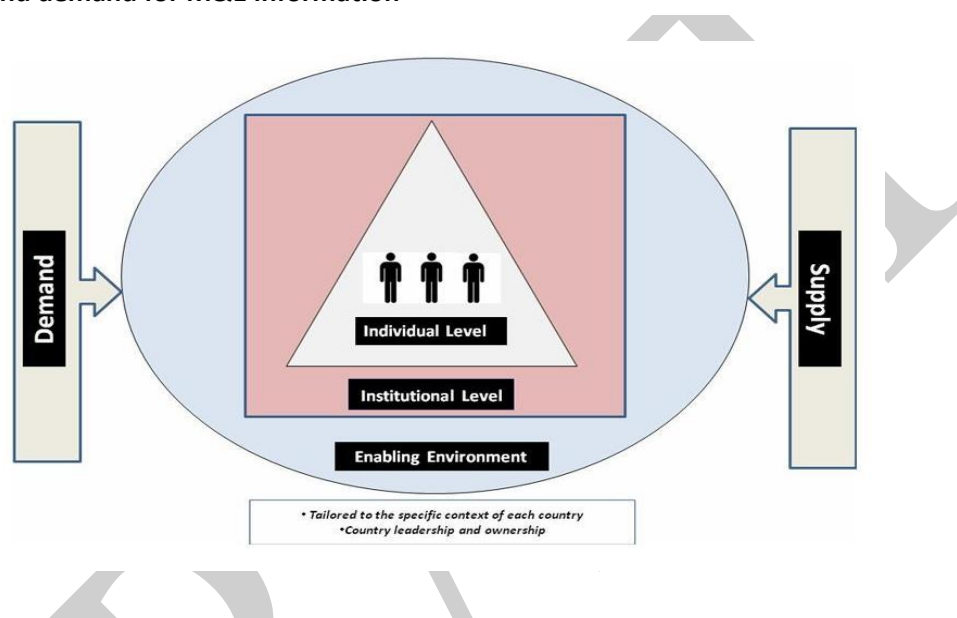 and demand for M&E information
Demand
Supply
Individual Level
Institutional Level
Enabling Environment
• Tailored to the specific context of each country
•Country leadership and ownership